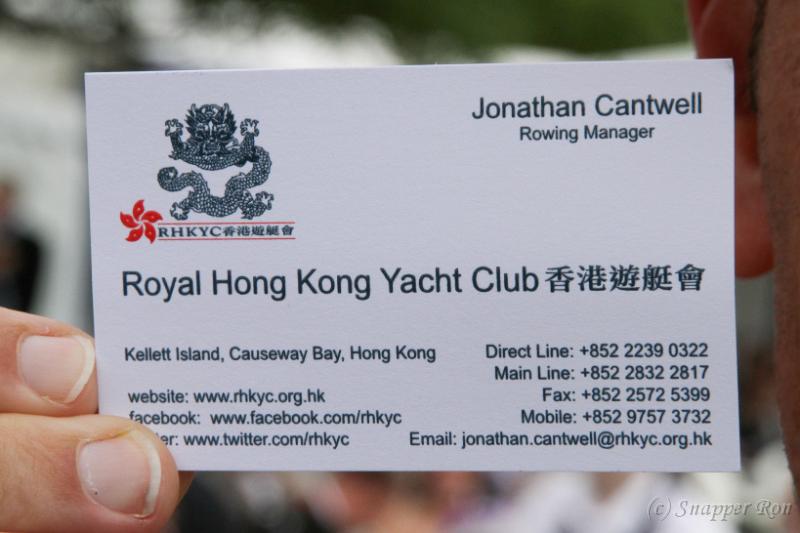 Jonathan Cantwell
Rowing Manager
RHKYC香港遊艇會
Royal Hong Kong Yacht Club 香港遊艇會
Kellett Island, Causeway Bay, Hong Kong
website: www.rhkyc.org.hk
facebook: www.facebook.com/rhkyc
www.twitter.com/rhkyc
Direct Line: +852 2239 0322
Main Line: +852 2832 2817
Fax: +852 2572 5399
Mobile: +852 9757 3732
Email: jonathan.cantwell@rhkyc.org.hk
(c) Snapper Ron